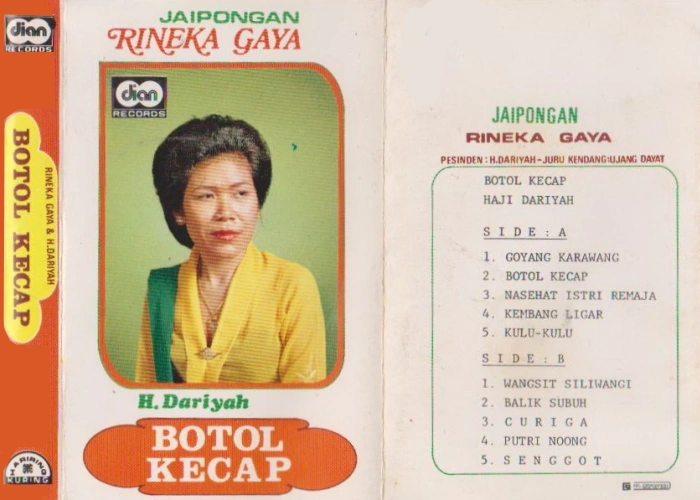 dian
RECORDS
BOTOL KECAP
RINEKA GAYA & H.DARIYAH
HARIRING
KURING
JAIPONGAN
RINEKA GAYA
dian
RECORDS
H. Dariyah
BOTOL
KECAP
JAIPONGAN
RINEKA GAYA
PESINDEN : H.DARIYAH-JURU KENDANG:UJANG DAYAT
BOTOL KECAP
HAJI DARIYAH
SIDE : A
1. GOYANG KARAWANG
2. BOTOL KECAP
3. NASEHAT ISTRI REMAJA
4. KEMBANG LIGAR
5. KULU-KULU
SIDE : B
1. WANGSIT SILIWANGI
2. BALIK SUBUH
3. CURIGA
4. PUTRI NOONG
5. SENGGOT